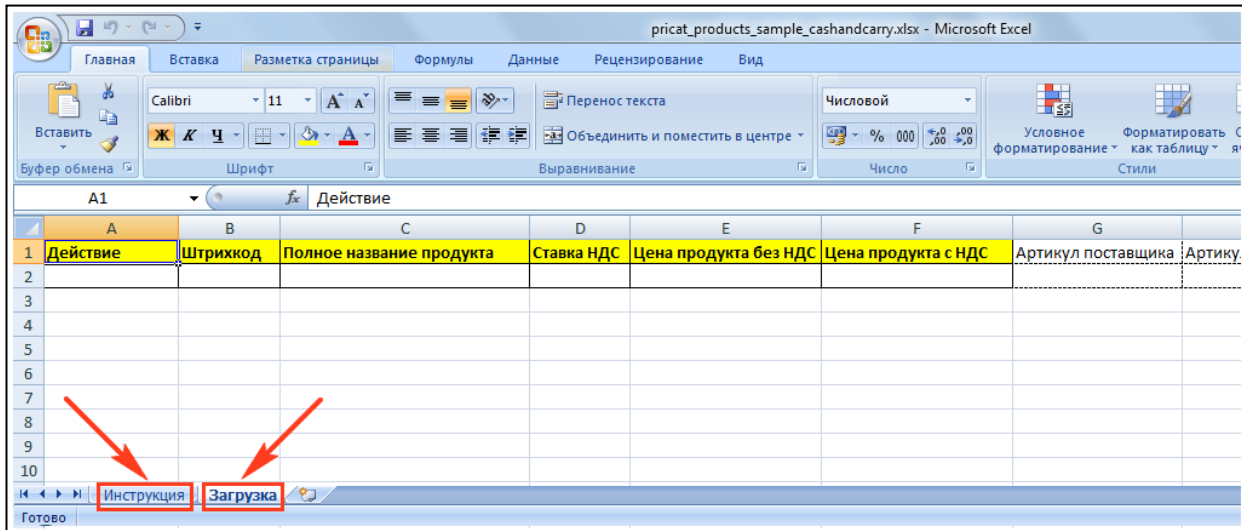 pricat_products_sample_cashandcarry.xlsx - Microsoft Excel
Главная Вставка Разметка страницы Формулы Данные Рецензирование Вид
Calibri 11 Перенос текста Числовой
Вставить Ж К Ч Объединить и поместить в центре % 000 Условное форматирование Форматировать как таблицу
Буфер обмена Шрифт Выравнивание Число Стили
A1 fx Действие
A B C D E F G
1 Действие Штрихкод Полное название продукта Ставка НДС Цена продукта без НДС Цена продукта с НДС Артикул поставщика Артику
2
3
4
5
6
7
8
9
10
Инструкция Загрузка
Готово